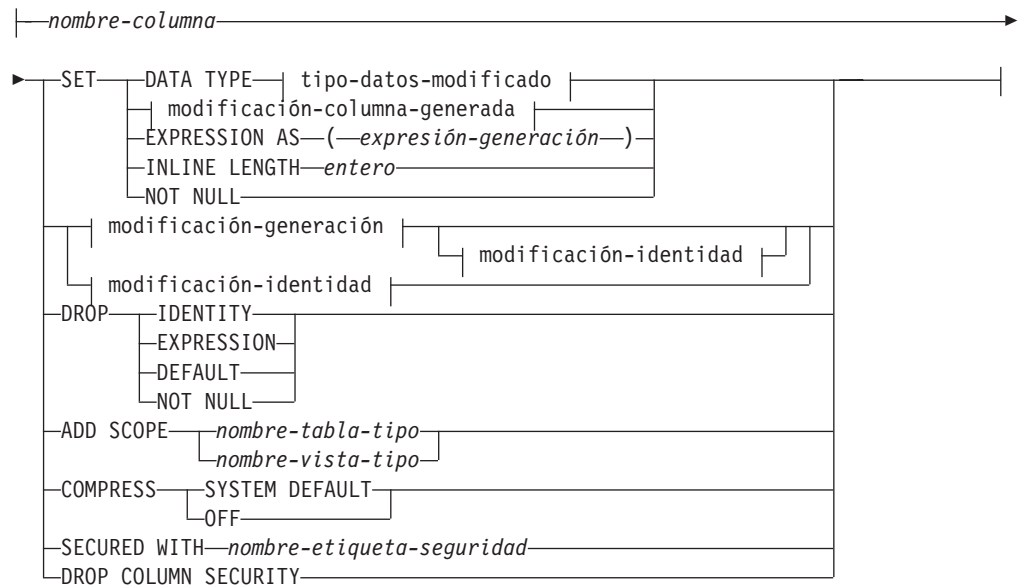 nombre-columna
SET DATA TYPE tipo-datos-modificado
modificación-columna-generada
EXPRESSION AS ( expresión-generación )
INLINE LENGTH entero
NOT NULL
modificación-generación
modificación-identidad
modificación-identidad
DROP IDENTITY
EXPRESSION
DEFAULT
NOT NULL
ADD SCOPE nombre-tabla-tipo
nombre-vista-tipo
COMPRESS SYSTEM DEFAULT
OFF
SECURED WITH nombre-etiqueta-seguridad
DROP COLUMN SECURITY